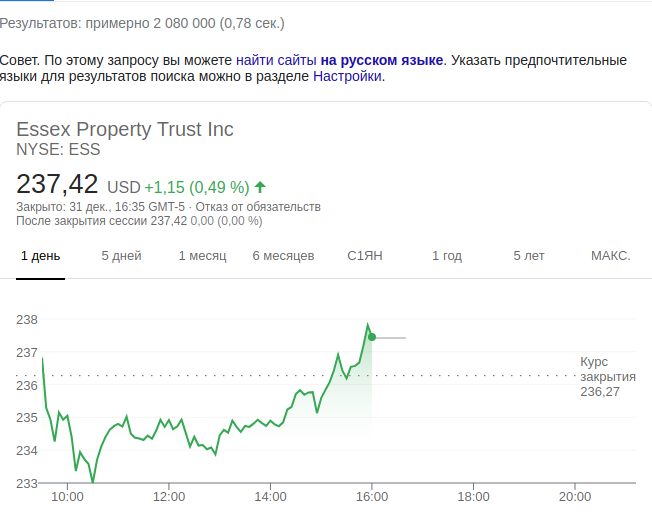 Результатов: примерно 2 080 000 (0,78 сек.)
Совет. По этому запросу вы можете найти сайты на русском языке. Указать предпочтительные
языки для результатов поиска можно в разделе Настройки.
Essex Property Trust Inc
NYSE: ESS
237,42 USD +1,15 (0,49 %)
Закрыто: 31 дек., 16:35 GMT-5 · Отказ от обязательств
После закрытия сессии 237,42 0,00 (0,00 %)
1 день 5 дней 1 месяц 6 месяцев С1ЯН 1 год 5 лет МАКС.
238
237
Курс
закрытия
236,27
236
235
234
233
10:00 12:00 14:00 16:00 18:00 20:00